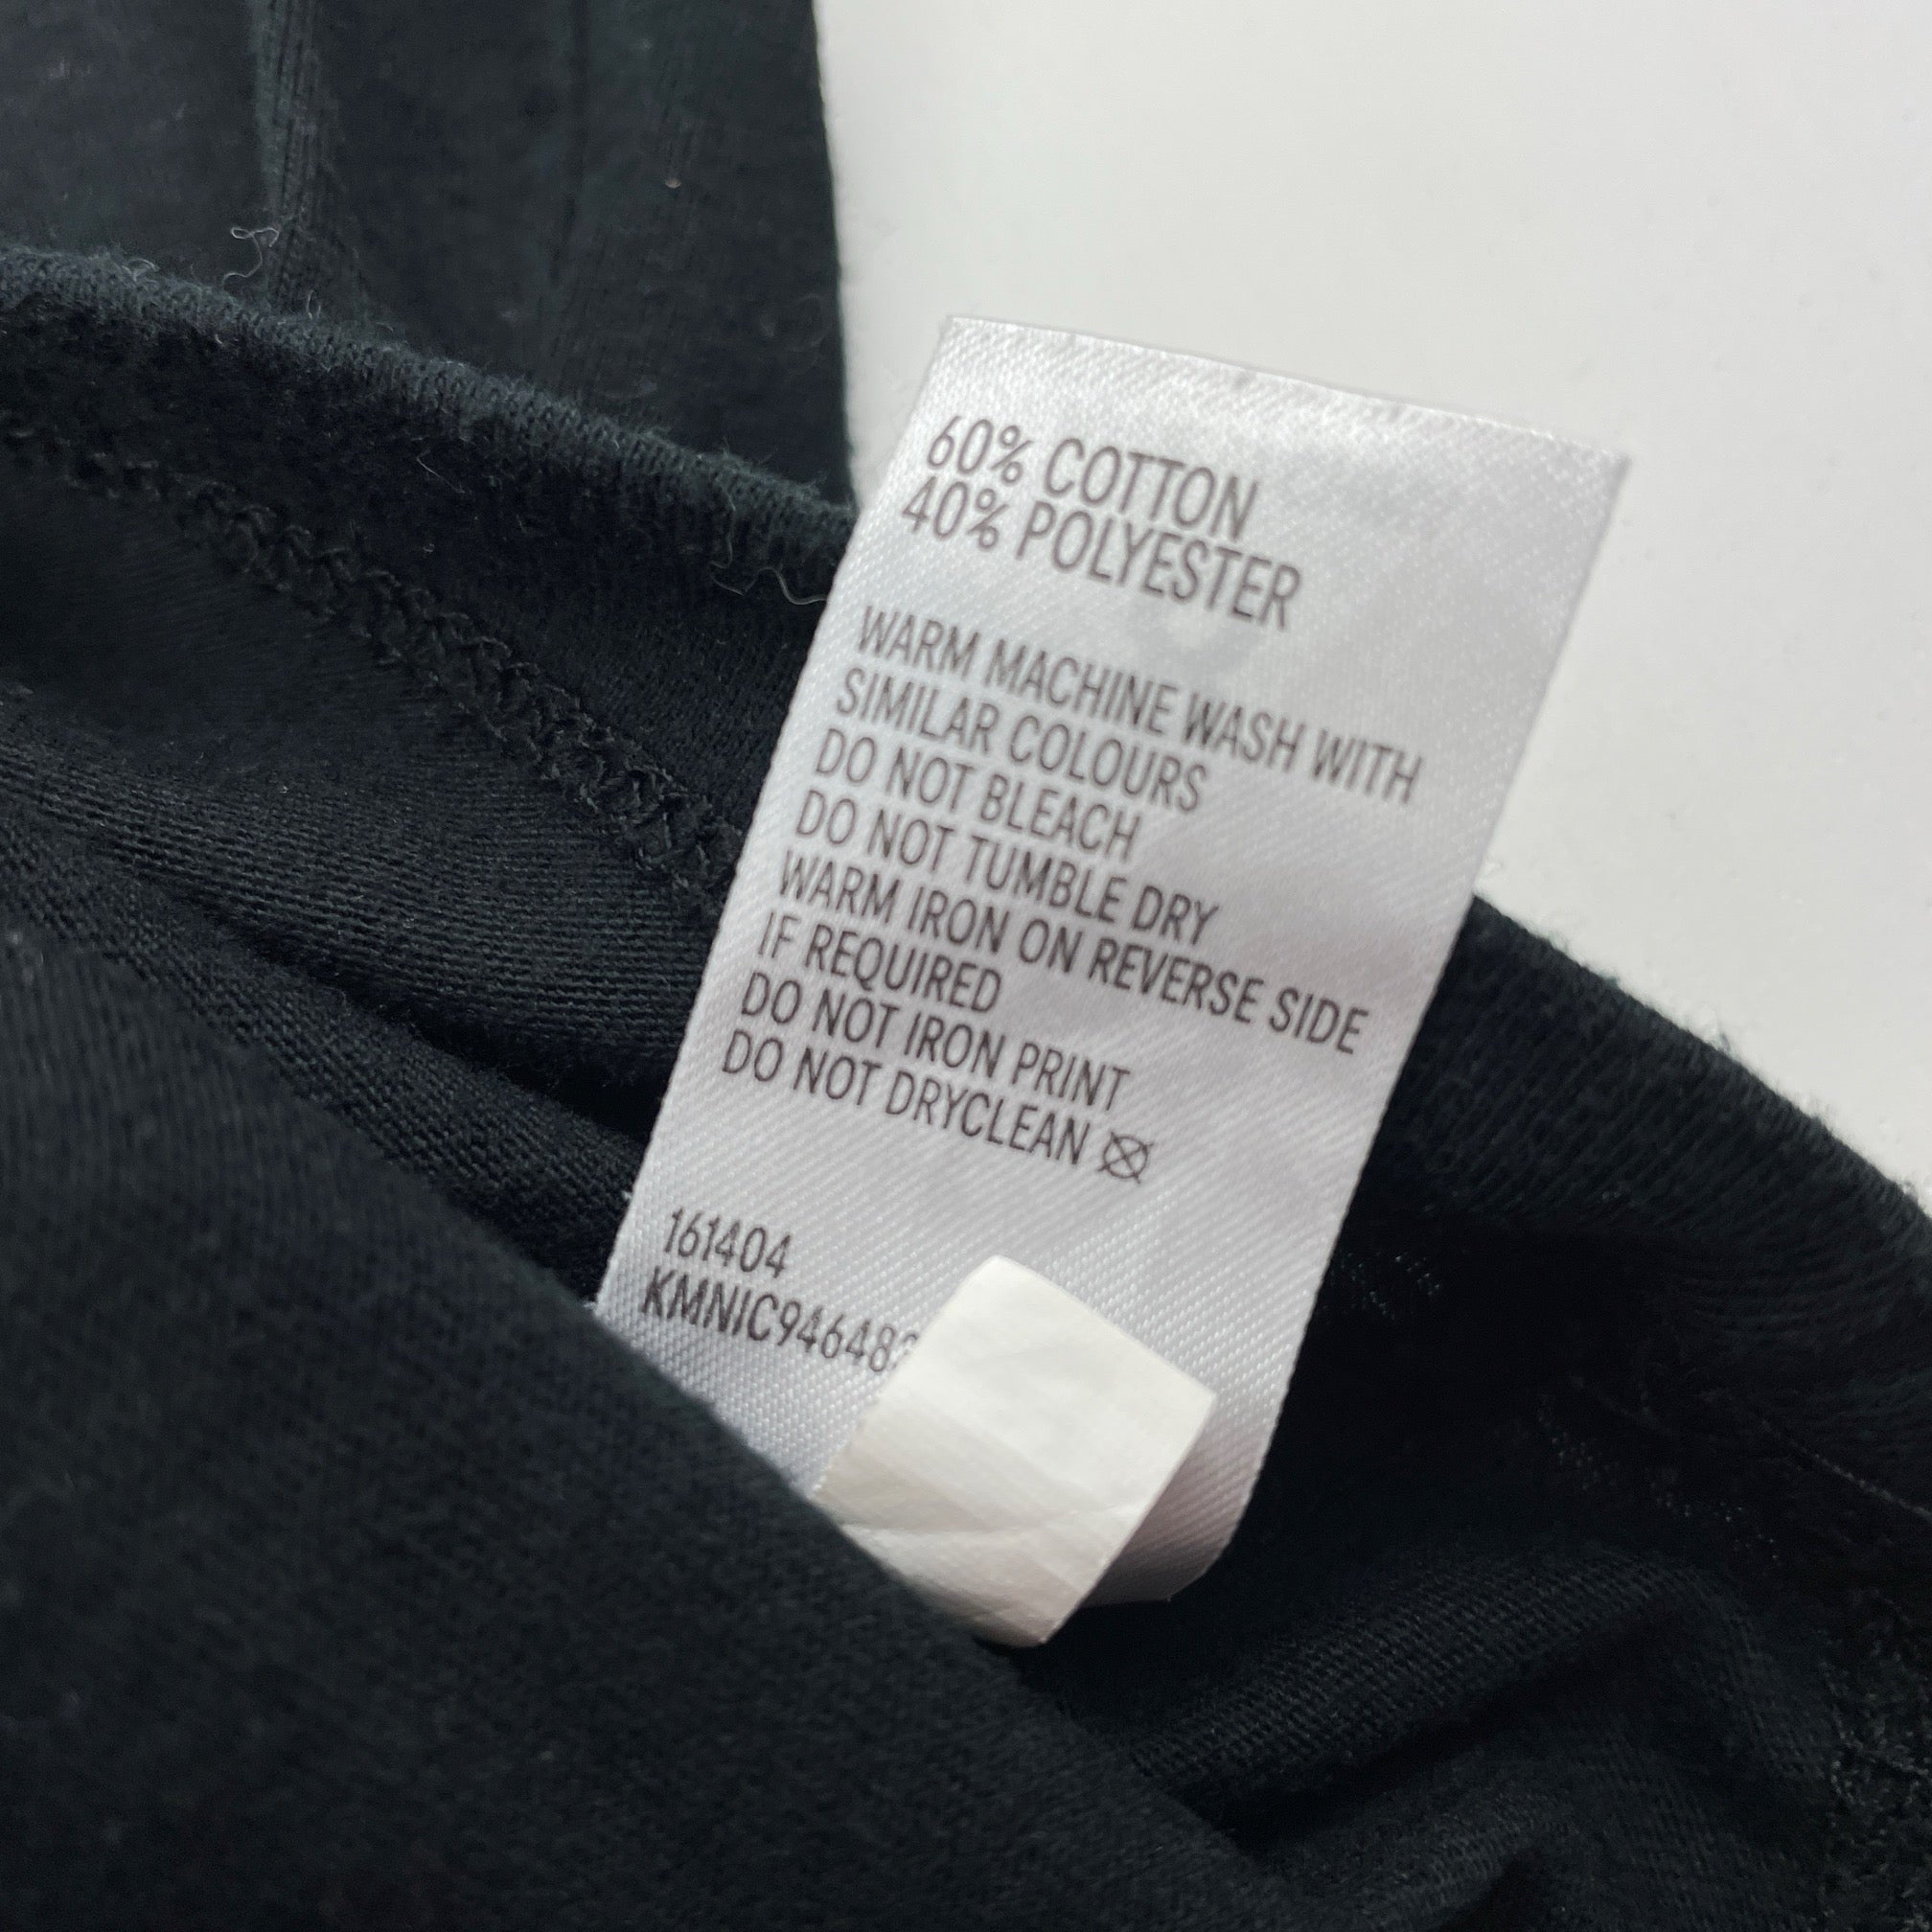 60% COTTON
40% POLYESTER
WARM MACHINE WASH WITH
SIMILAR COLOURS
DO NOT BLEACH
DO NOT TUMBLE DRY
WARM IRON ON REVERSE SIDE
IF REQUIRED
DO NOT IRON PRINT
DO NOT DRYCLEAN
161404